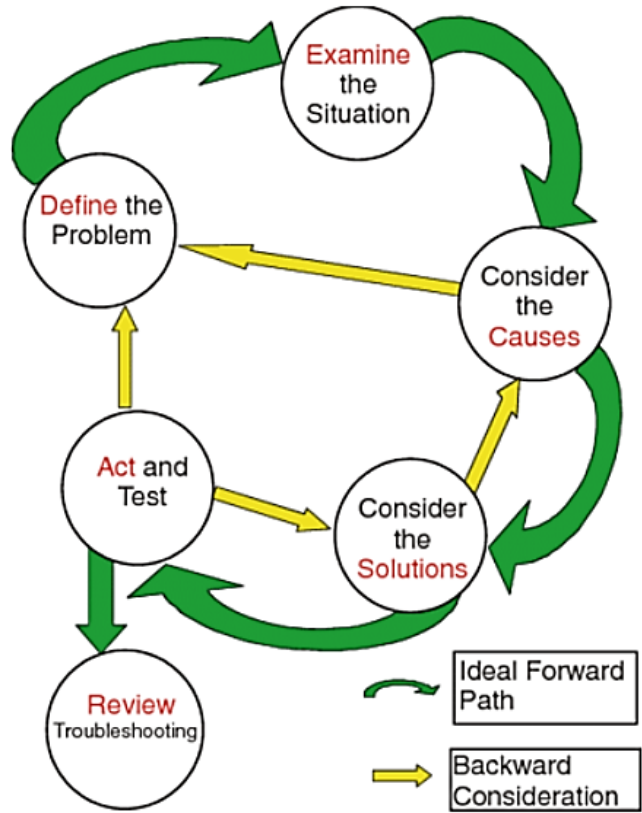 Examine
the
Situation
Define the
Problem
Consider
the
Causes
Act and
Test
Consider
the
Solutions
Review
Troubleshooting
Ideal Forward
Path
Backward
Consideration